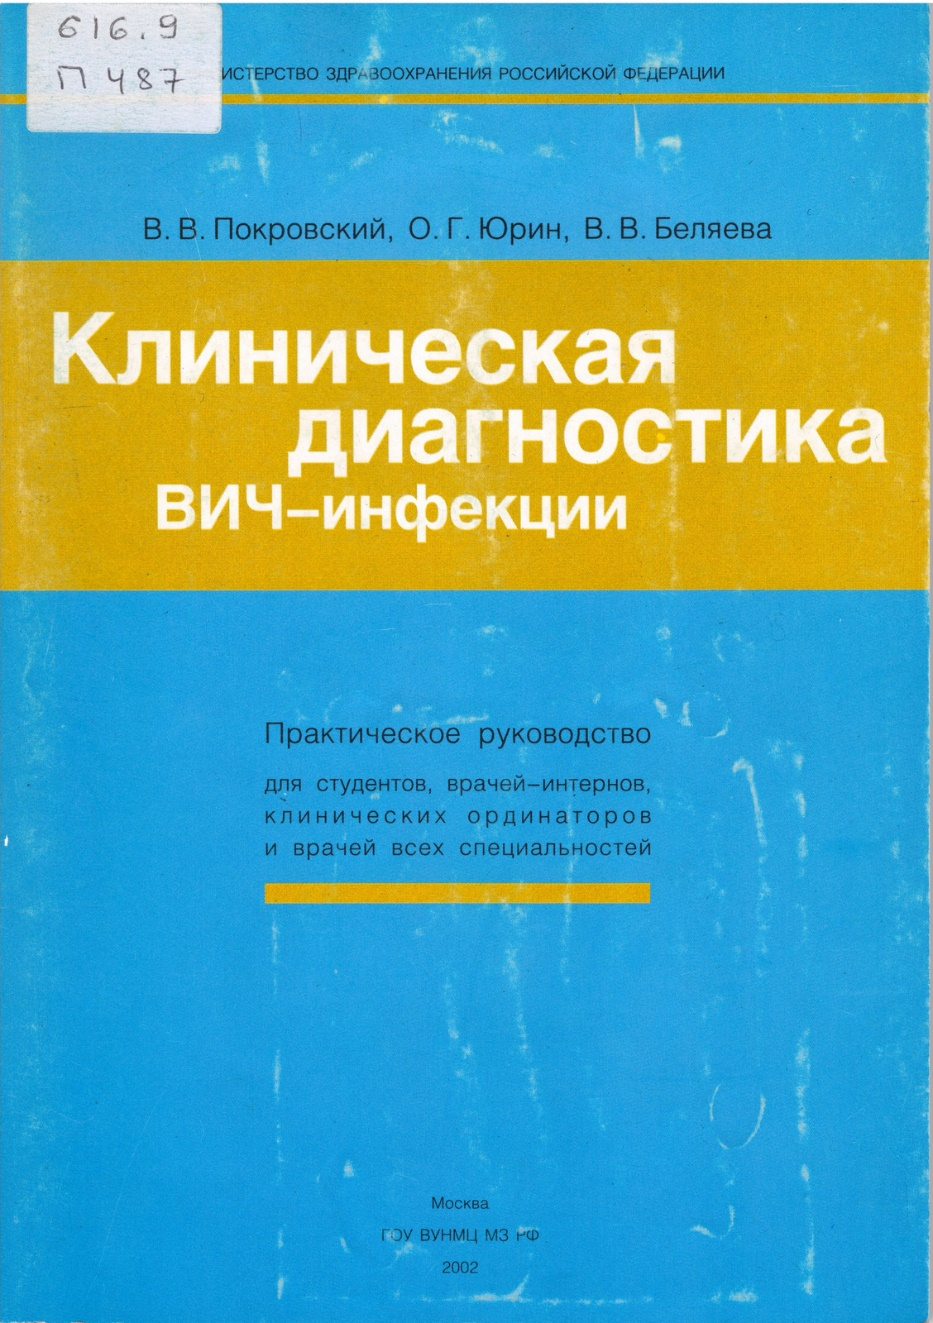 616.9
П 487
ИСТЕРСТВО ЗДРАВООХРАНЕНИЯ РОССИЙСКОЙ ФЕДЕРАЦИИ
В. В. Покровский, О. Г. Юрин, В. В. Беляева
Клиническая
диагностика
ВИЧ–инфекции
Практическое руководство
для студентов, врачей–интернов,
клинических ординаторов
и врачей всех специальностей
Москва
ГОУ ВУНМЦ МЗ РФ
2002